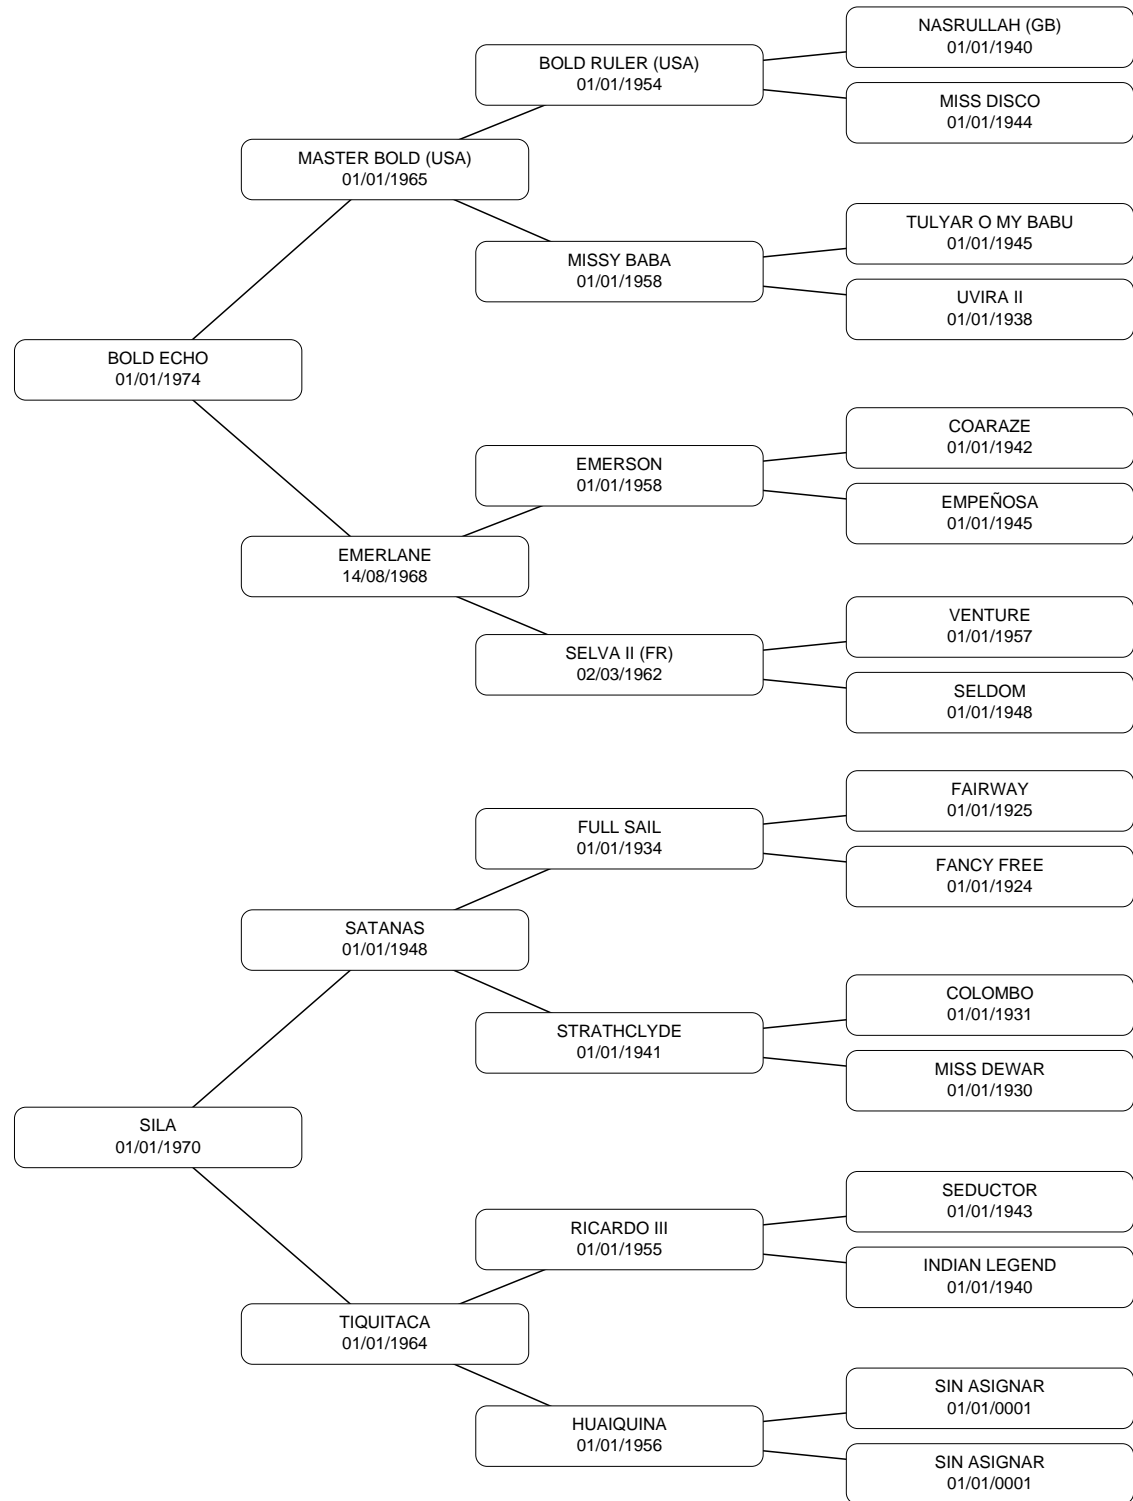 NASRULLAH (GB)
01/01/1940
BOLD RULER (USA)
01/01/1954
MISS DISCO
01/01/1944
MASTER BOLD (USA)
01/01/1965
TULYAR O MY BABU
01/01/1945
MISSY BABA
01/01/1958
UVIRA II
01/01/1938
BOLD ECHO
01/01/1974
COARAZE
01/01/1942
EMERSON
01/01/1958
EMPEÑOSA
01/01/1945
EMERLANE
14/08/1968
VENTURE
01/01/1957
SELVA II (FR)
02/03/1962
SELDOM
01/01/1948
FAIRWAY
01/01/1925
FULL SAIL
01/01/1934
FANCY FREE
01/01/1924
SATANAS
01/01/1948
COLOMBO
01/01/1931
STRATHCLYDE
01/01/1941
MISS DEWAR
01/01/1930
SILA
01/01/1970
SEDUCTOR
01/01/1943
RICARDO III
01/01/1955
INDIAN LEGEND
01/01/1940
TIQUITACA
01/01/1964
SIN ASIGNAR
01/01/0001
HUAIQUINA
01/01/1956
SIN ASIGNAR
01/01/0001